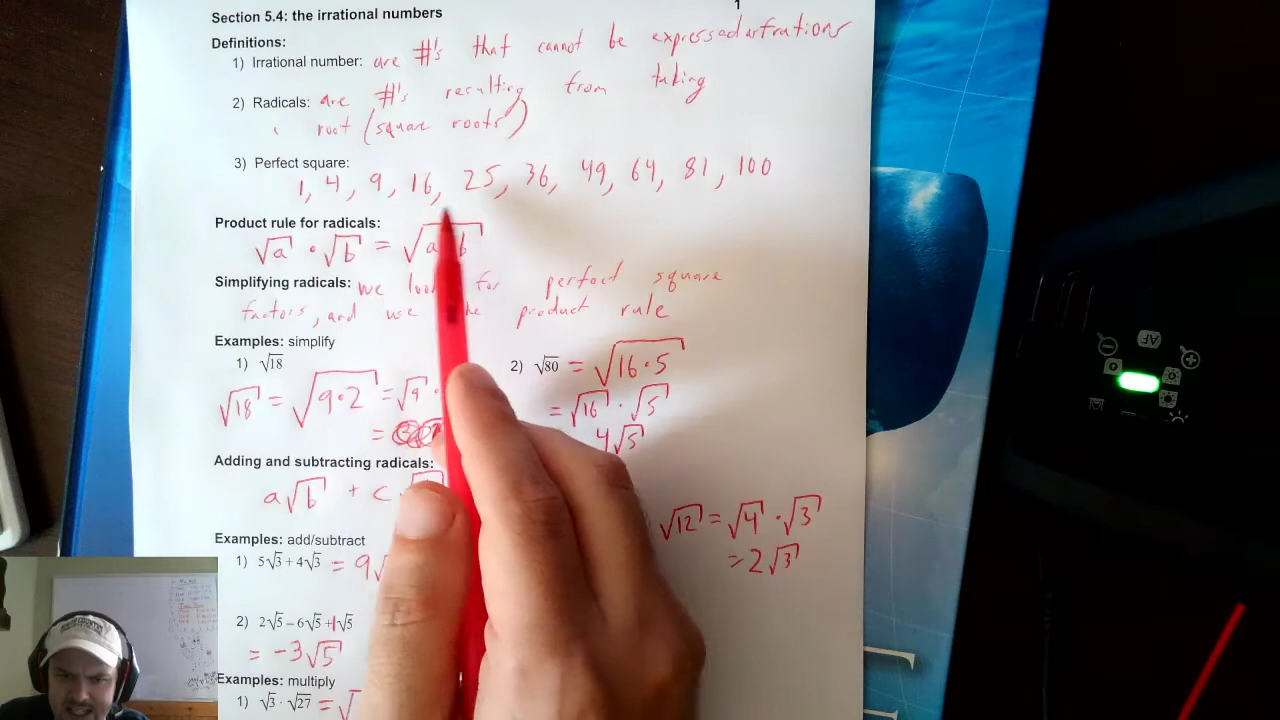 Section 5.4: the irrational numbers
1
Definitions:
1) Irrational number: are #'s that cannot be expressed as frations
2) Radicals: are #'s resulting from taking
root (square roots)
3) Perfect square:
1, 4, 9, 16, 25, 36, 49, 64, 81, 100
Product rule for radicals:
√a · √b = √a b
Simplifying radicals: we for perfect square
factors, and use product rule
Examples: simplify
1) √18
√18 = √9·2 = √9 ·
=
2) √80 = √16·5
= √16 · √5
4√5
Adding and subtracting radicals:
a√b + c
√12 = √4 · √3
= 2√3
Examples: add/subtract
1) 5√3 + 4√3 = 9√
2) 2√5 – 6√5 + 1√5
= -3√5
Examples: multiply
1) √3 · √27 = √
AF